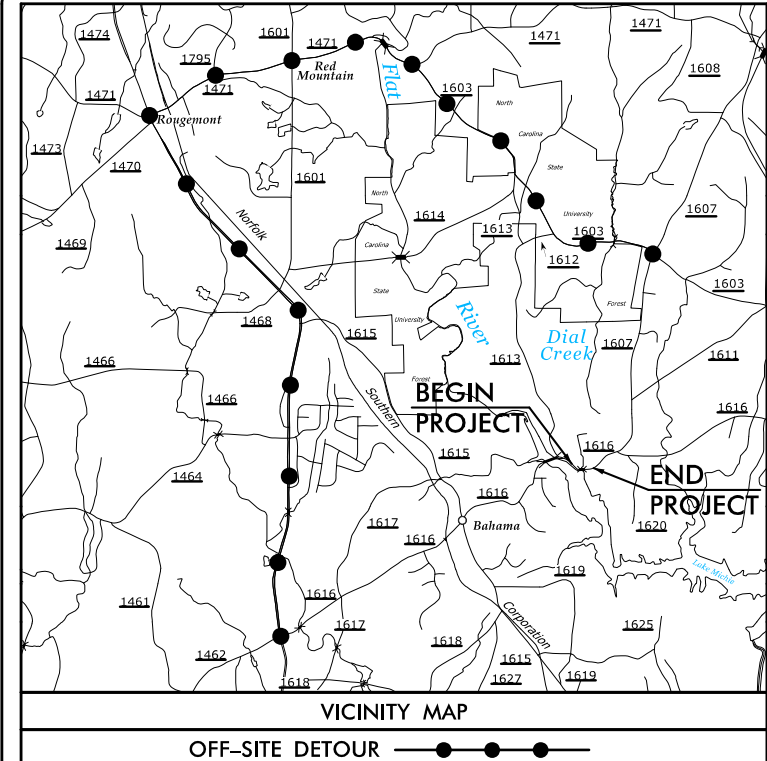 1474
1601
1471
1471
1471
1795
Red
Mountain
Flat
1608
1471
1471
1603
North
Rougemont
Carolina
1473
1470
1601
State
North
1614
University
1607
Norfolk
1613
1603
1469
Carolina
1612
State
1603
Forest
River
University
1468
1615
Dial
Creek
1607
1611
1466
1613
Forest
1466
Southern
BEGIN
PROJECT
1616
1616
1615
END
PROJECT
1464
1616
1617
Bahama
1620
1616
Lake Michie
1619
1461
1616
Corporation
1617
1625
1618
1462
1615
1618
1627
1619
VICINITY MAP
OFF-SITE DETOUR